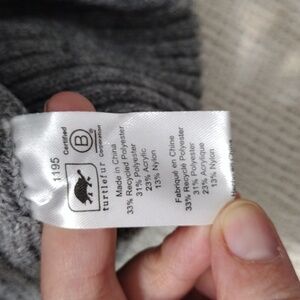 1195
Certified
B
Corporation
turtlefur
Made in China
33% Recycled Polyester
31% Polyester
23% Acrylic
13% Nylon
Fabriqué en Chine
33% Recycle Polyester
31% Polyester
23% Acrylique
13% Nylon